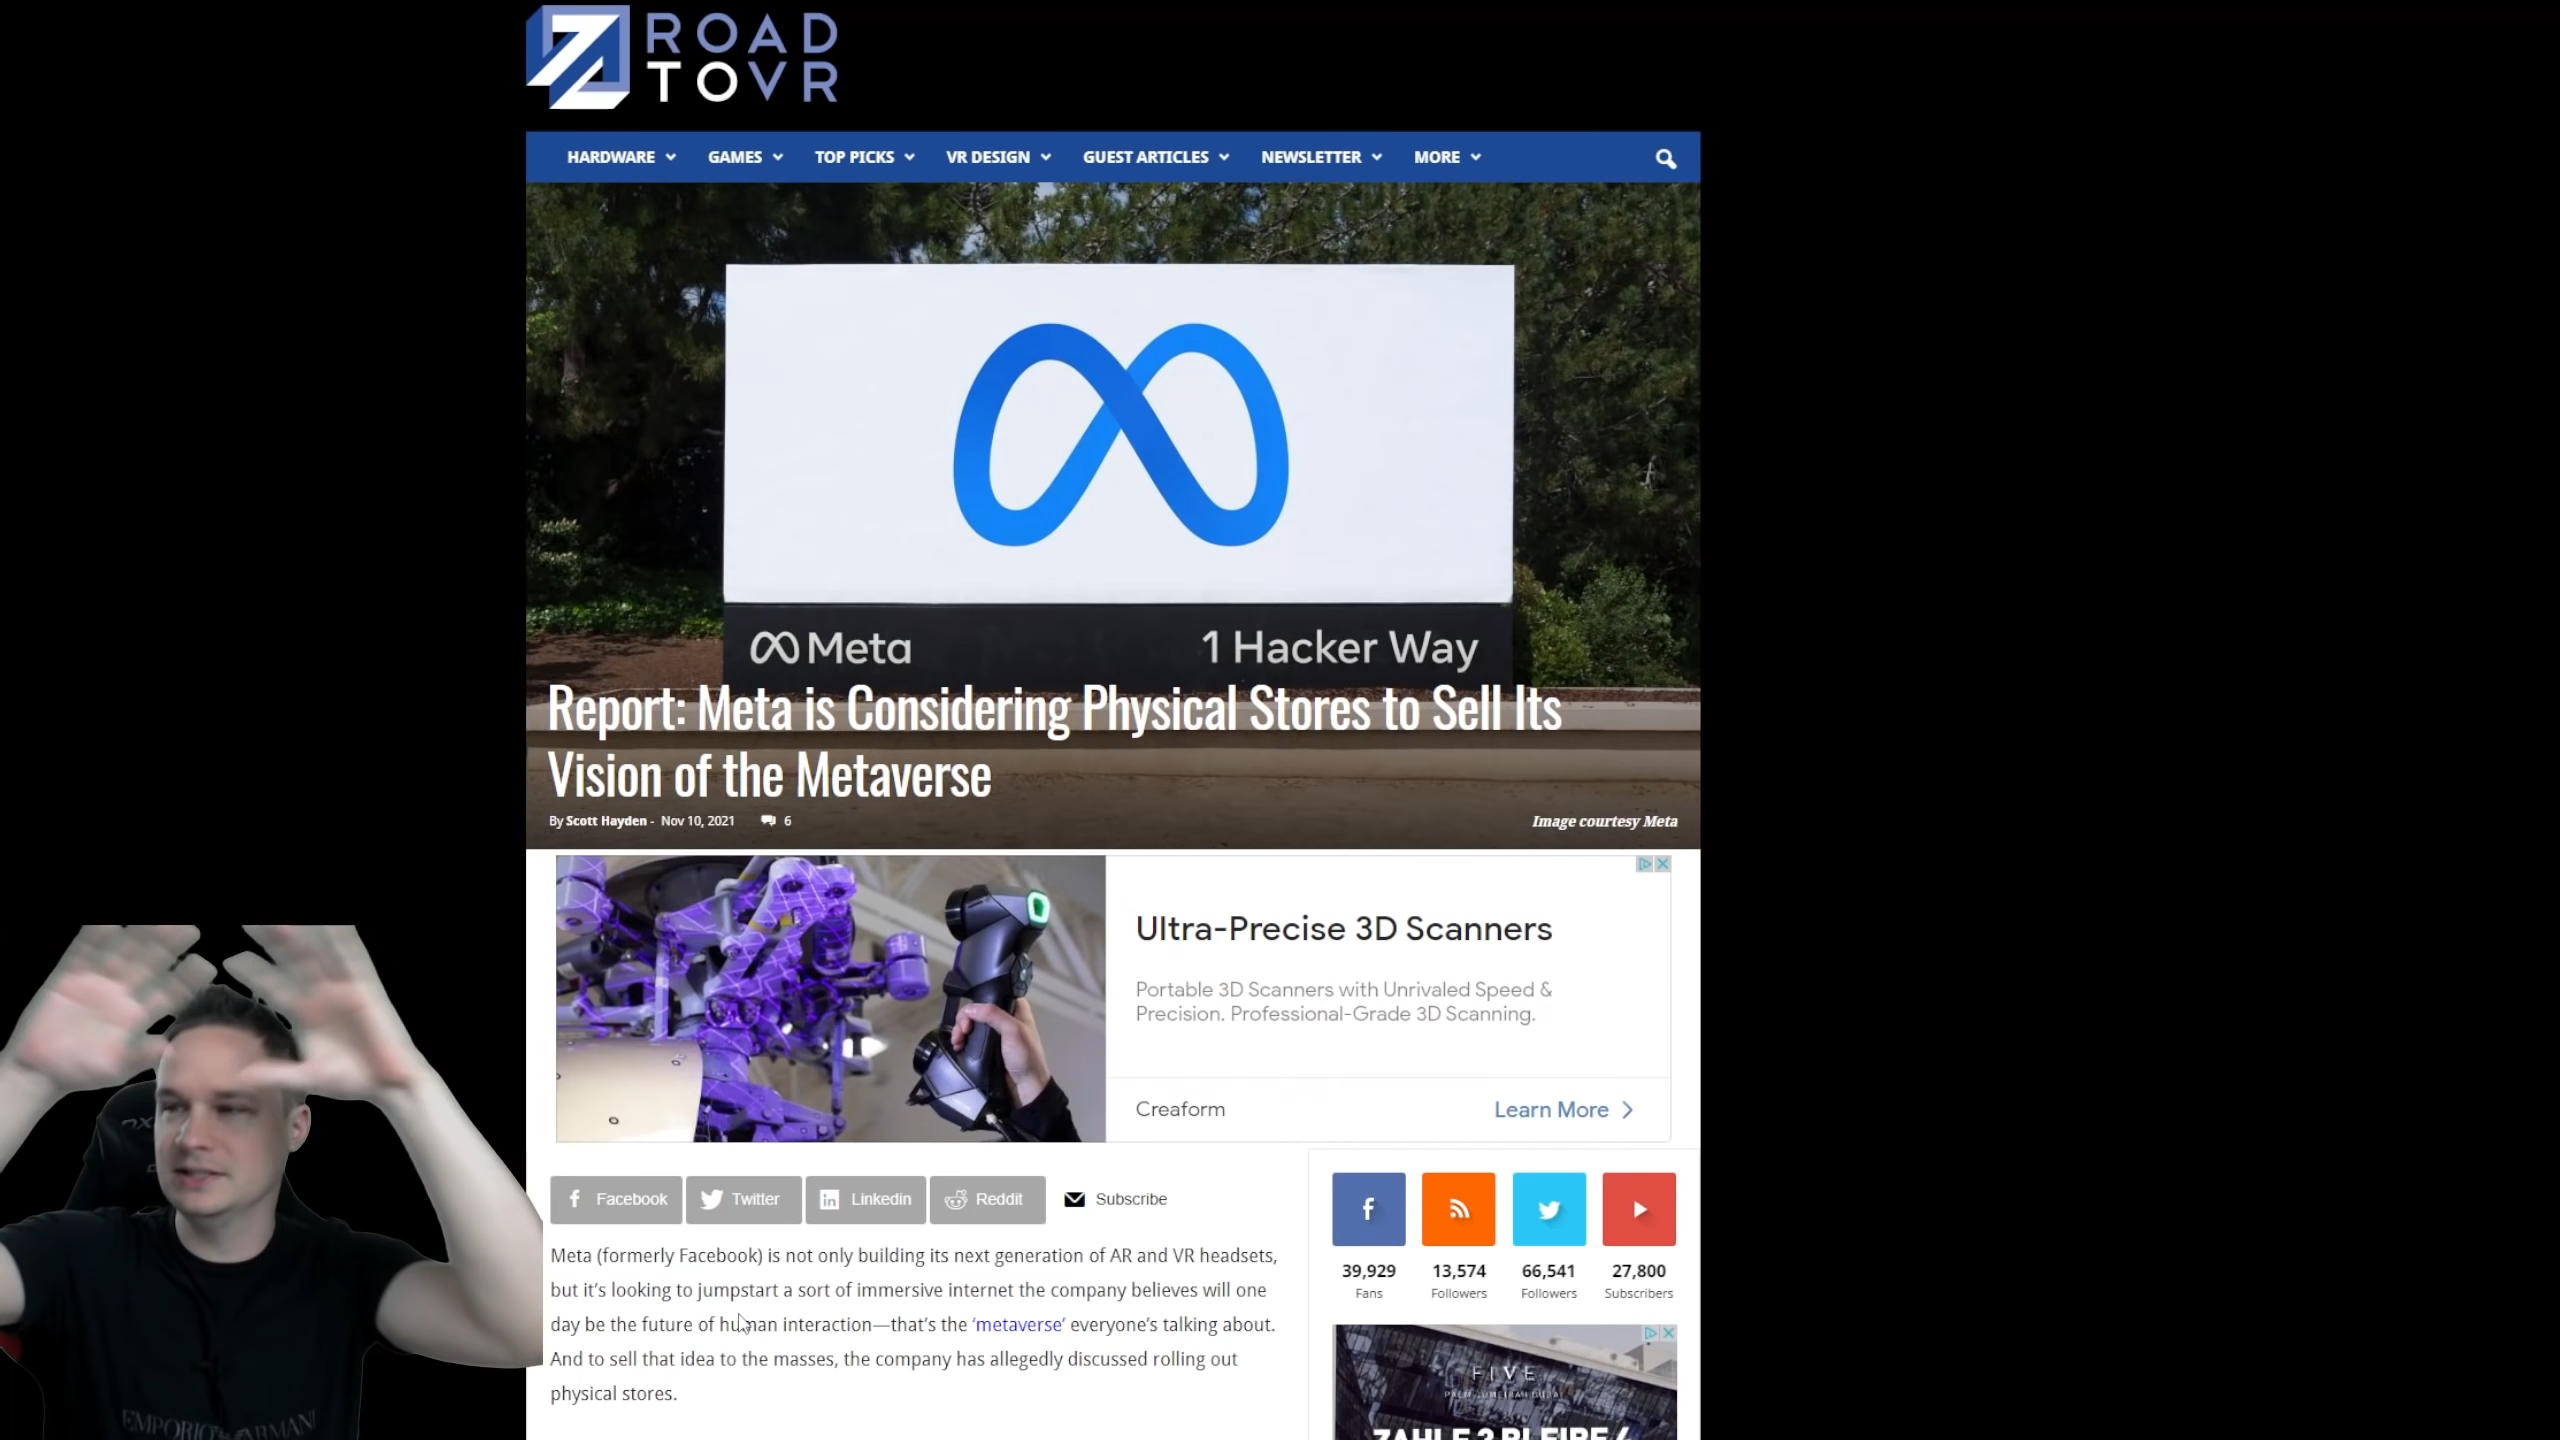 ROAD
TO VR
HARDWARE
GAMES
TOP PICKS
VR DESIGN
GUEST ARTICLES
NEWSLETTER
MORE
Meta
1 Hacker Way
Report: Meta is Considering Physical Stores to Sell Its
Vision of the Metaverse
By Scott Hayden - Nov 10, 2021
6
Image courtesy Meta
Ultra-Precise 3D Scanners
Portable 3D Scanners with Unrivaled Speed &
Precision. Professional-Grade 3D Scanning.
Creaform
Learn More
Facebook
Twitter
Linkedin
Reddit
Subscribe
Meta (formerly Facebook) is not only building its next generation of AR and VR headsets,
but it’s looking to jumpstart a sort of immersive internet the company believes will one
day be the future of human interaction—that’s the ‘metaverse’ everyone’s talking about.
And to sell that idea to the masses, the company has allegedly discussed rolling out
physical stores.
39,929
Fans
13,574
Followers
66,541
Followers
27,800
Subscribers
FIVE
ZAHLE 3 BLEIBE 4
EMPORIO ARMANI